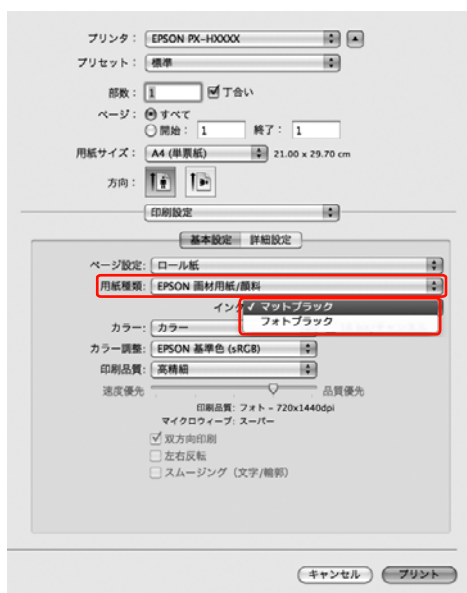 プリンタ： EPSON PX-HXXXX
プリセット： 標準
部数： 1 丁合い
ページ： すべて
開始： 1 終了： 1
用紙サイズ： A4 (単票紙) 21.00 x 29.70 cm
方向：
印刷設定
基本設定 詳細設定
ページ設定: ロール紙
用紙種類: EPSON 画材用紙/顔料
インク
✓ マットブラック
フォトブラック
カラー: カラー
カラー調整: EPSON 基準色 (sRGB)
印刷品質: 高精細
速度優先 品質優先
印刷品質: フォト - 720x1440dpi
マイクロウィーブ: スーパー
双方向印刷
左右反転
スムージング（文字/輪郭）
キャンセル プリント